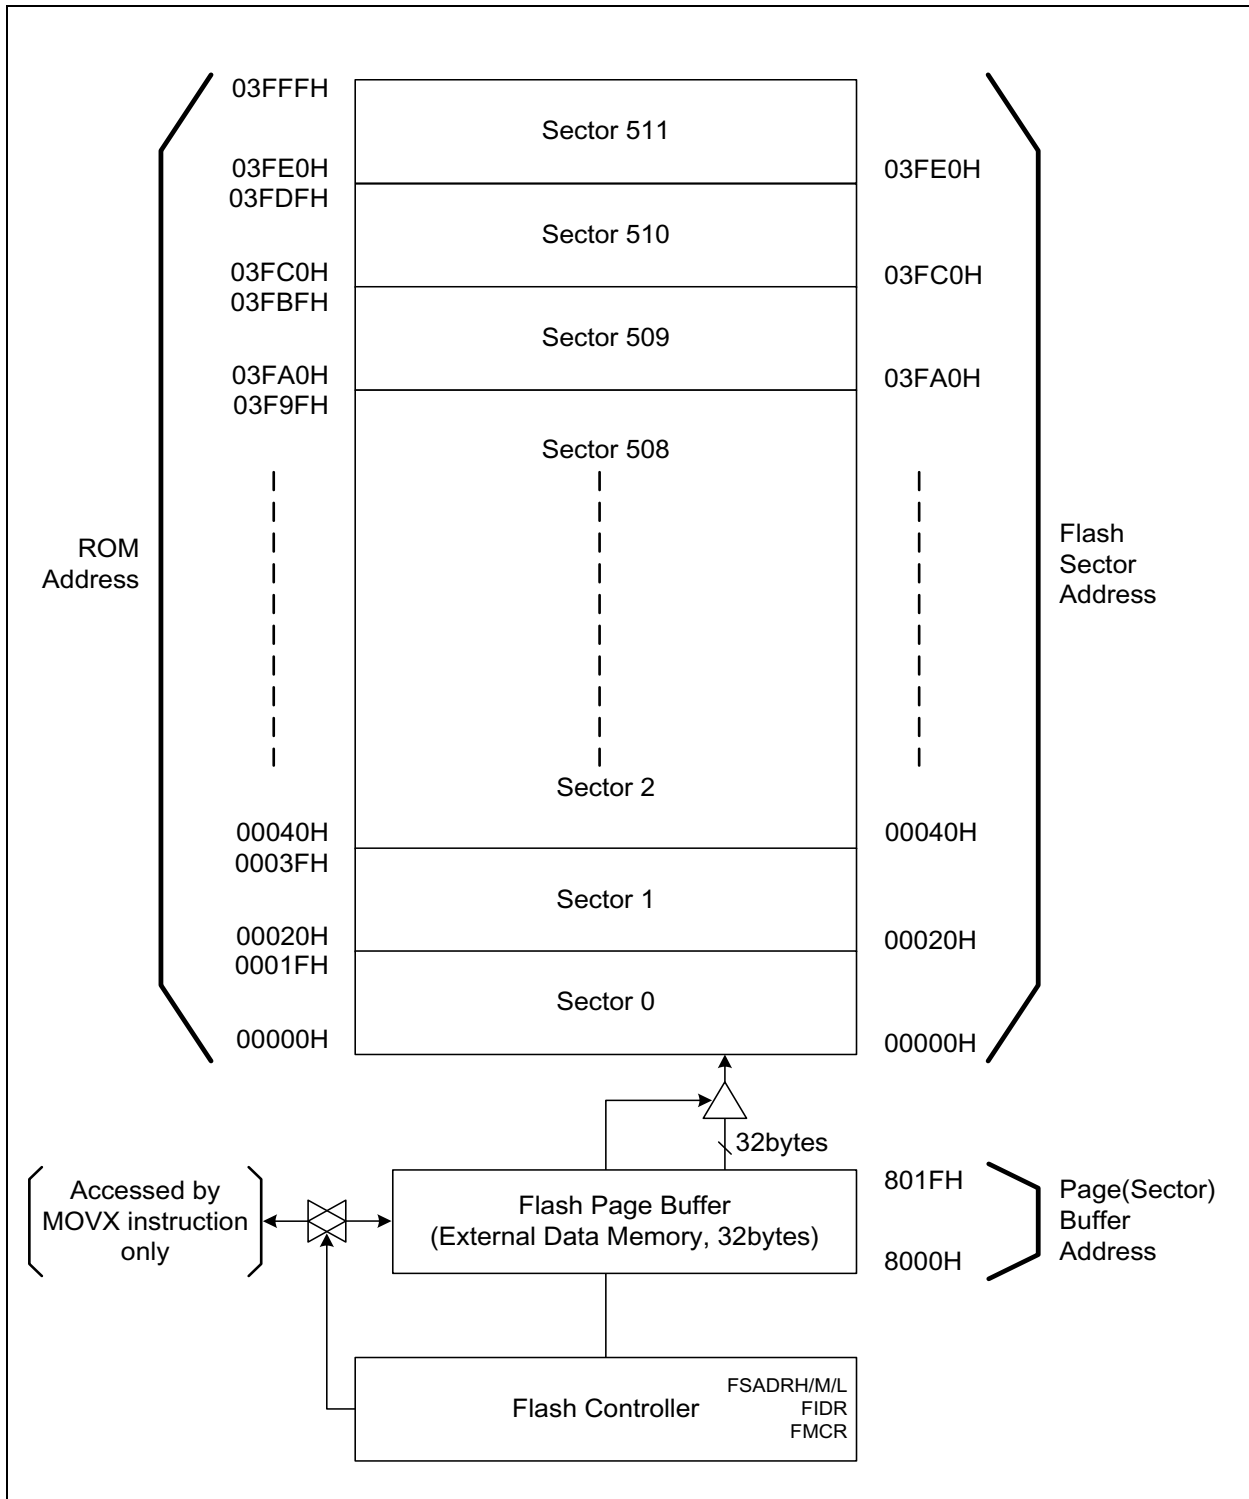 03FFFH
Sector 511
03FE0H
03FE0H
03FDFH
Sector 510
03FC0H
03FC0H
03FBFH
Sector 509
03FA0H
03FA0H
03F9FH
Sector 508
ROM
Address
Flash
Sector
Address
Sector 2
00040H
00040H
0003FH
Sector 1
00020H
00020H
0001FH
Sector 0
00000H
00000H
32bytes
Accessed by
MOVX instruction
only
Flash Page Buffer
(External Data Memory, 32bytes)
801FH
8000H
Page(Sector)
Buffer
Address
Flash Controller
FSADRH/M/L
FIDR
FMCR